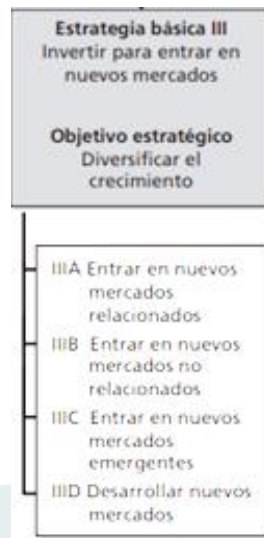 Estrategia básica III
Invertir para entrar en
nuevos mercados
Objetivo estratégico
Diversificar el
crecimiento
IIIA Entrar en nuevos
mercados
relacionados
IIIB Entrar en nuevos
mercados no
relacionados
IIIC Entrar en nuevos
mercados
emergentes
IIID Desarrollar nuevos
mercados